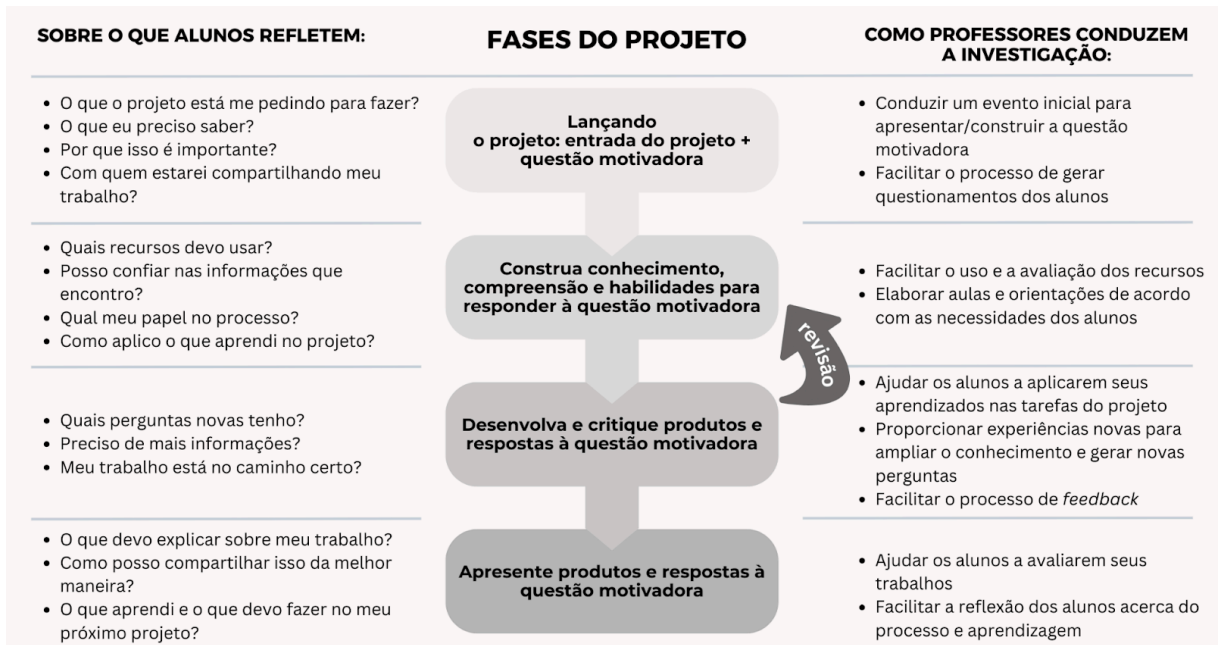 SOBRE O QUE ALUNOS REFLETEM:
FASES DO PROJETO
COMO PROFESSORES CONDUZEM
A INVESTIGAÇÃO:
• O que o projeto está me pedindo para fazer?
• O que eu preciso saber?
• Por que isso é importante?
• Com quem estarei compartilhando meu
trabalho?
Lançando
o projeto: entrada do projeto +
questão motivadora
• Conduzir um evento inicial para
apresentar/construir a questão
motivadora
• Facilitar o processo de gerar
questionamentos dos alunos
• Quais recursos devo usar?
• Posso confiar nas informações que
encontro?
• Qual meu papel no processo?
• Como aplico o que aprendi no projeto?
Construa conhecimento,
compreensão e habilidades para
responder à questão motivadora
• Facilitar o uso e a avaliação dos recursos
• Elaborar aulas e orientações de acordo
com as necessidades dos alunos
revisão
• Quais perguntas novas tenho?
• Preciso de mais informações?
• Meu trabalho está no caminho certo?
Desenvolva e critique produtos e
respostas à questão motivadora
• Ajudar os alunos a aplicarem seus
aprendizados nas tarefas do projeto
• Proporcionar experiências novas para
ampliar o conhecimento e gerar novas
perguntas
• Facilitar o processo de feedback
• O que devo explicar sobre meu trabalho?
• Como posso compartilhar isso da melhor
maneira?
• O que aprendi e o que devo fazer no meu
próximo projeto?
Apresente produtos e respostas à
questão motivadora
• Ajudar os alunos a avaliarem seus
trabalhos
• Facilitar a reflexão dos alunos acerca do
processo e aprendizagem